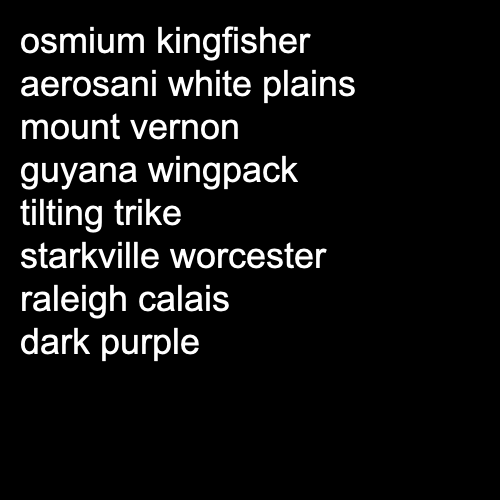 osmium kingfisher
aerosani white plains
mount vernon
guyana wingpack
tilting trike
starkville worcester
raleigh calais
dark purple